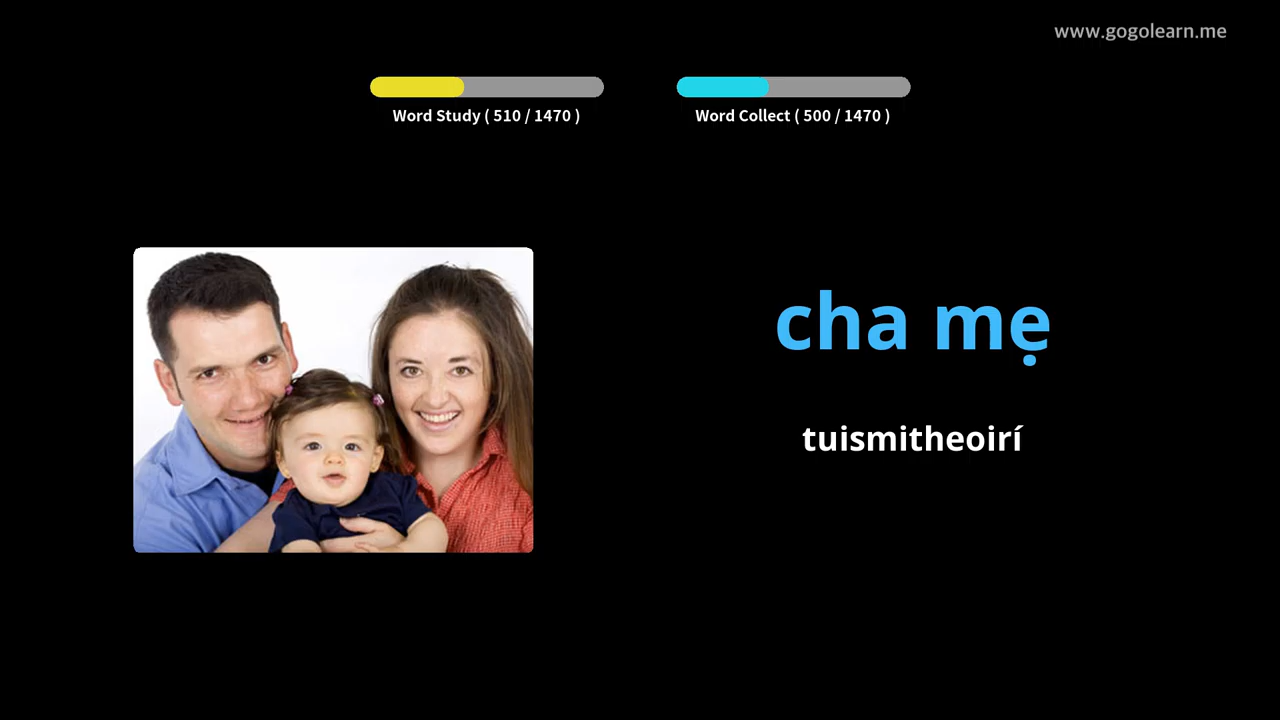 www.gogolearn.me
Word Study ( 510 / 1470 )
Word Collect ( 500 / 1470 )
cha mẹ
tuismitheoirí